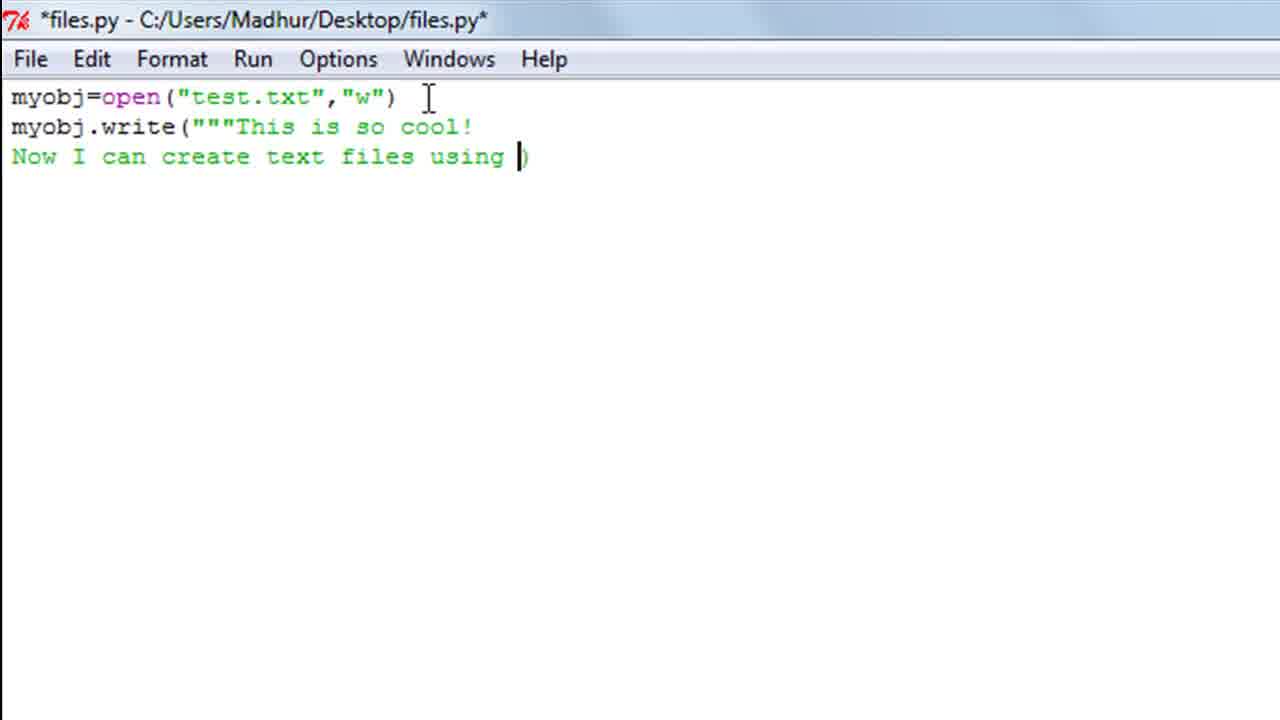 *files.py - C:/Users/Madhur/Desktop/files.py*
File Edit Format Run Options Windows Help
myobj=open("test.txt","w")
myobj.write("""This is so cool!
Now I can create text files using )